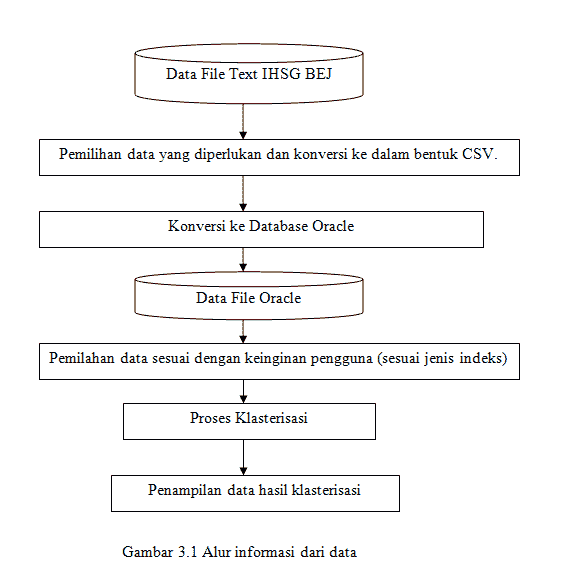 Data File Text IHSG BEJ
Pemilihan data yang diperlukan dan konversi ke dalam bentuk CSV.
Konversi ke Database Oracle
Data File Oracle
Pemilahan data sesuai dengan keinginan pengguna (sesuai jenis indeks)
Proses Klasterisasi
Penampilan data hasil klasterisasi
Gambar 3.1 Alur informasi dari data